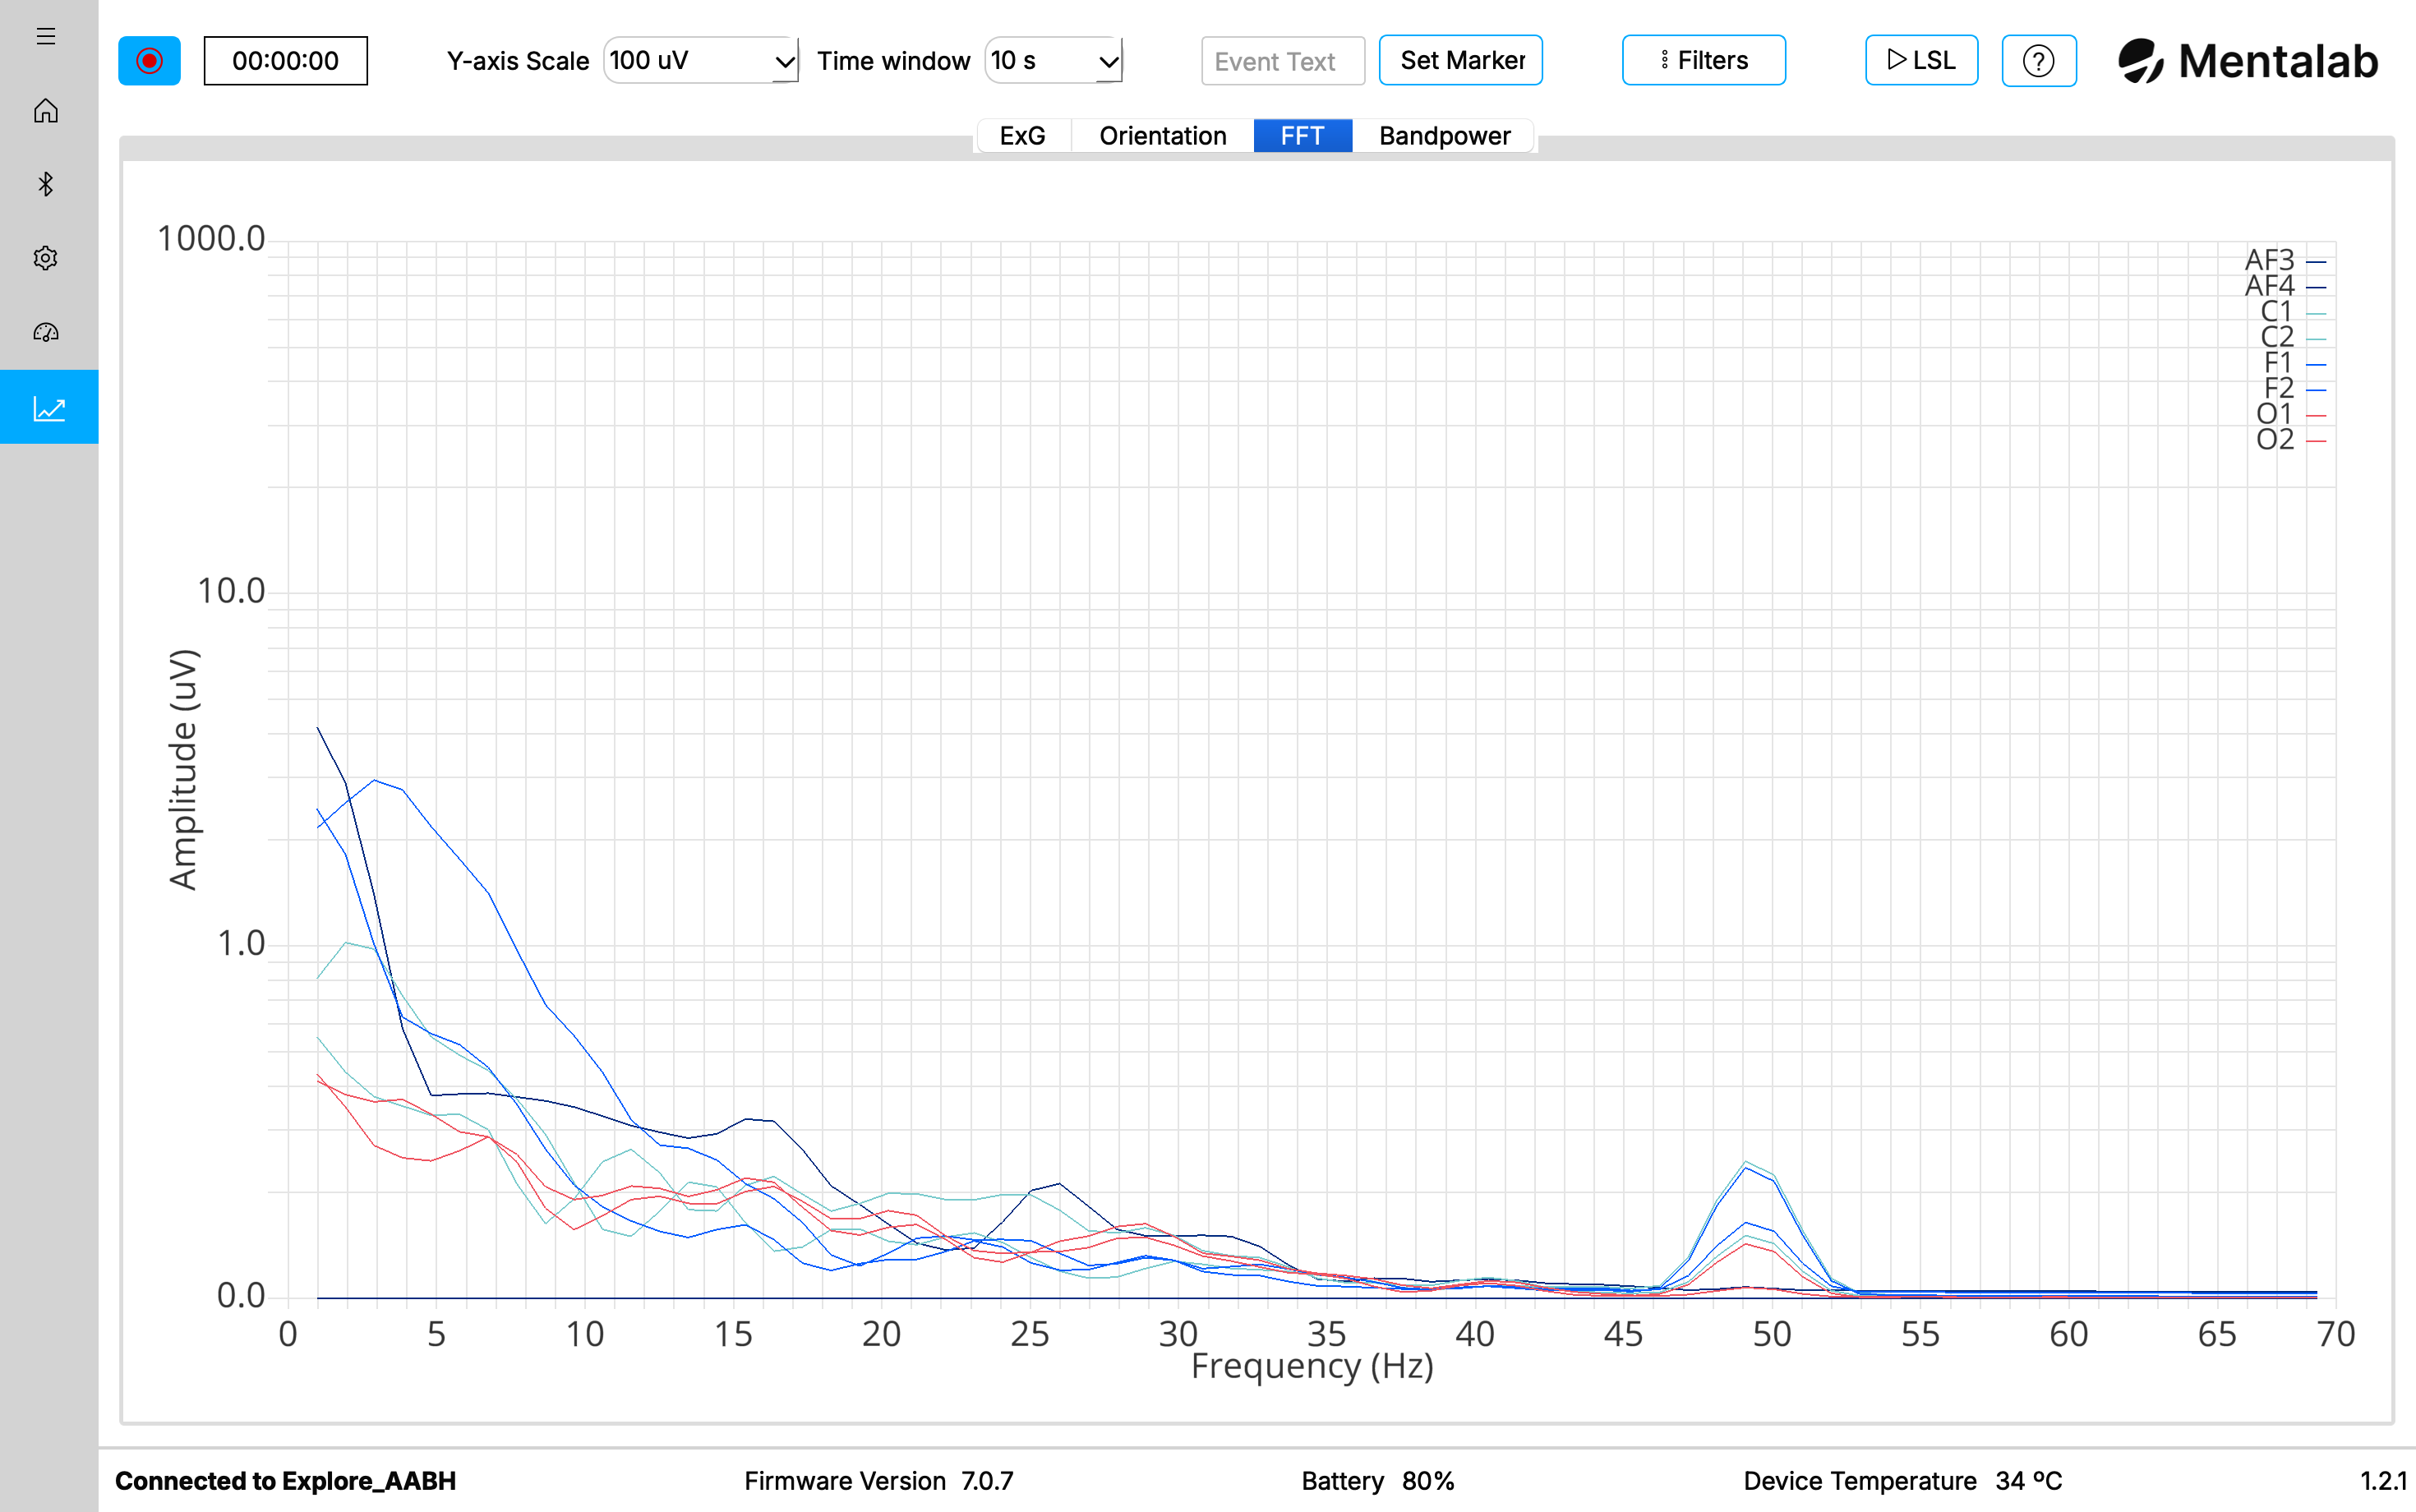 00:00:00
Y-axis Scale 100 uV
Time window 10 s
Event Text
Set Marker
Filters
LSL
?
Mentalab
ExG Orientation FFT Bandpower
1000.0
10.0
1.0
0.0
Amplitude (uV)
AF3
AF4
C1
C2
F1
F2
O1
O2
0 5 10 15 20 25 30 35 40 45 50 55 60 65 70
Frequency (Hz)
Connected to Explore_AABH
Firmware Version 7.0.7
Battery 80%
Device Temperature 34 ºC
1.2.1